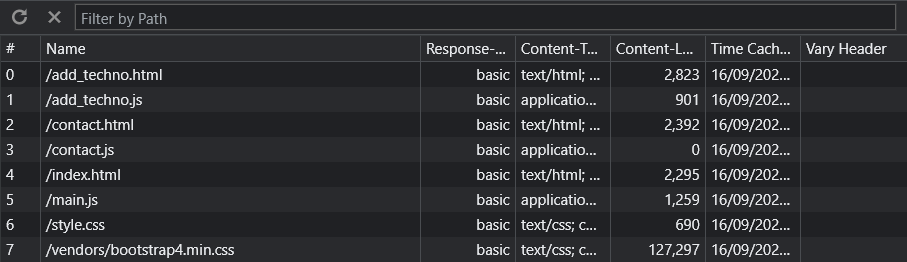 Filter by Path
# Name Response-... Content-T... Content-L... Time Cach... Vary Header
0 /add_techno.html basic text/html; ... 2,823 16/09/202...
1 /add_techno.js basic applicatio... 901 16/09/202...
2 /contact.html basic text/html; ... 2,392 16/09/202...
3 /contact.js basic applicatio... 0 16/09/202...
4 /index.html basic text/html; ... 2,295 16/09/202...
5 /main.js basic applicatio... 1,259 16/09/202...
6 /style.css basic text/css; c... 690 16/09/202...
7 /vendors/bootstrap4.min.css basic text/css; c... 127,297 16/09/202...